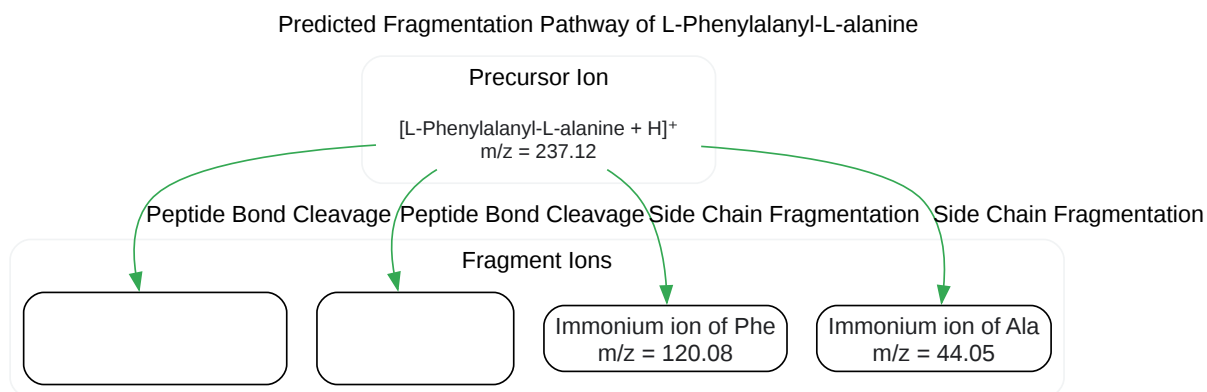 Predicted Fragmentation Pathway of L-Phenylalanyl-L-alanine
Precursor Ion
[L-Phenylalanyl-L-alanine + H]⁺
m/z = 237.12
Peptide Bond Cleavage
Peptide Bond Cleavage
Side Chain Fragmentation
Side Chain Fragmentation
Fragment Ions
Immonium ion of Phe
m/z = 120.08
Immonium ion of Ala
m/z = 44.05